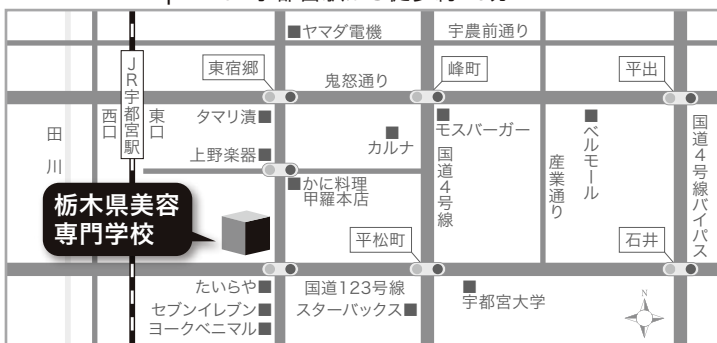 ヤマダ電機
宇農前通り
東宿郷
鬼怒通り
峰町
平出
JR宇都宮駅
西口
東口
タマリ漬
カルナ
モスバーガー
ベルモール
国道4号線バイパス
田川
上野楽器
かに料理
甲羅本店
国道4号線
産業通り
栃木県美容
専門学校
平松町
石井
たいらや
国道123号線
セブンイレブン
スターバックス
宇都宮大学
ヨークベニマル
N